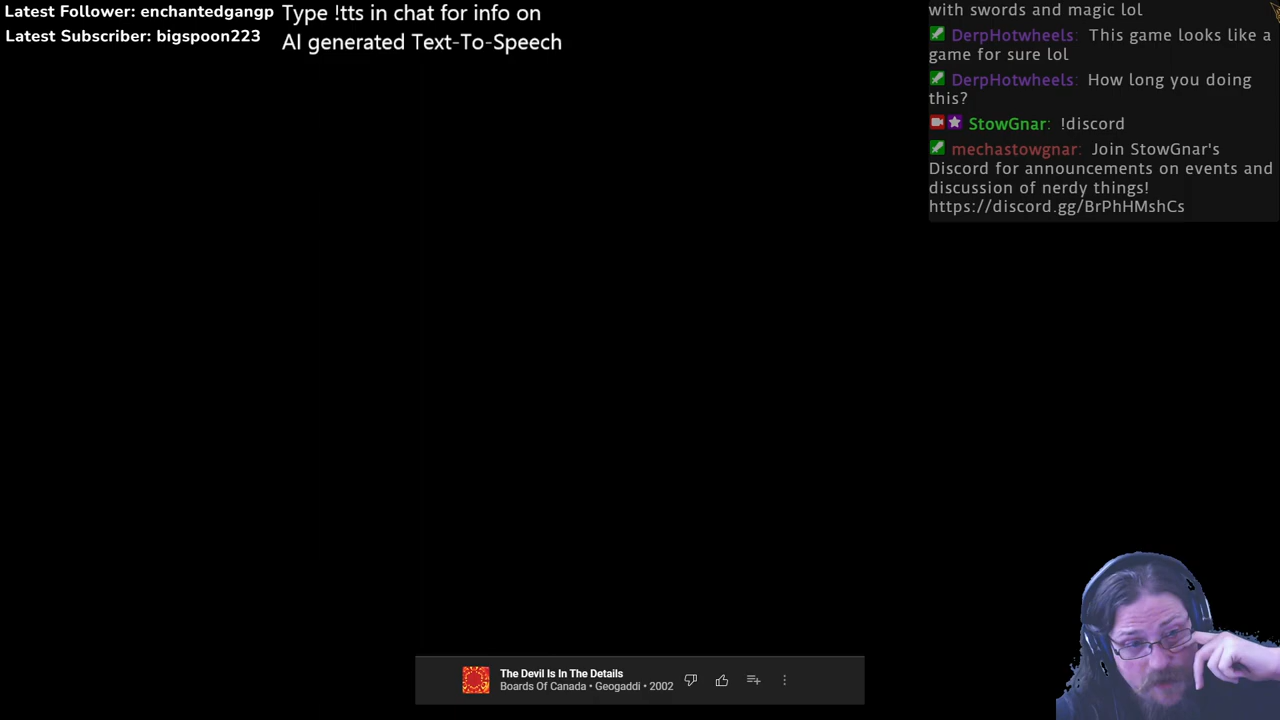 Latest Follower: enchantedgangp
Latest Subscriber: bigspoon223
Type !tts in chat for info on
AI generated Text-To-Speech
with swords and magic lol
DerpHotwheels: This game looks like a
game for sure lol
DerpHotwheels: How long you doing
this?
StowGnar: !discord
mechastowgnar: Join StowGnar's
Discord for announcements on events and
discussion of nerdy things!
https://discord.gg/BrPhHMshCs
The Devil Is In The Details
Boards Of Canada • Geogaddi • 2002